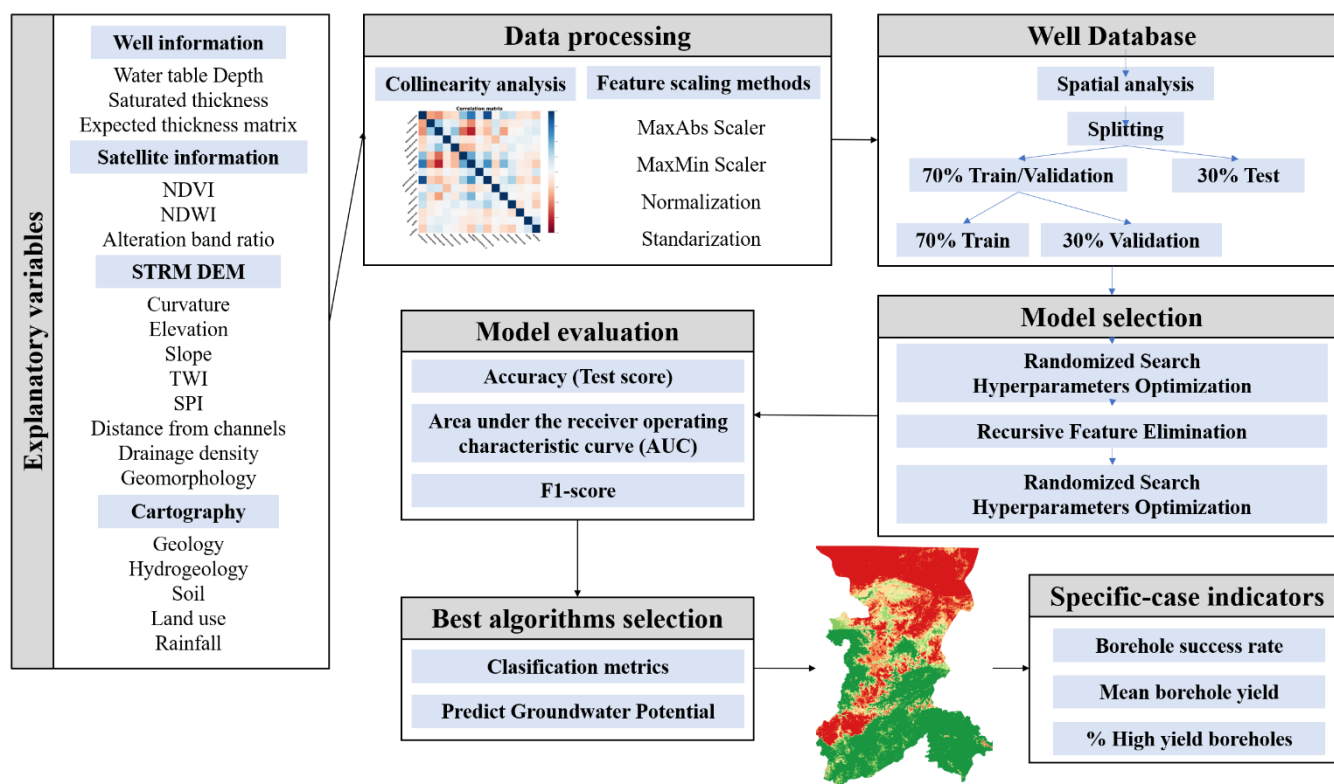 Explanatory variables
Well information
Water table Depth
Saturated thickness
Expected thickness matrix
Satellite information
NDVI
NDWI
Alteration band ratio
STRM DEM
Curvature
Elevation
Slope
TWI
SPI
Distance from channels
Drainage density
Geomorphology
Cartography
Geology
Hydrogeology
Soil
Land use
Rainfall
Data processing
Collinearity analysis
Correlation matrix
Feature scaling methods
MaxAbs Scaler
MaxMin Scaler
Normalization
Standarization
Well Database
Spatial analysis
Splitting
70% Train/Validation
30% Test
70% Train
30% Validation
Model selection
Randomized Search
Hyperparameters Optimization
Recursive Feature Elimination
Randomized Search
Hyperparameters Optimization
Model evaluation
Accuracy (Test score)
Area under the receiver operating
characteristic curve (AUC)
F1-score
Best algorithms selection
Clasification metrics
Predict Groundwater Potential
Specific-case indicators
Borehole success rate
Mean borehole yield
% High yield boreholes